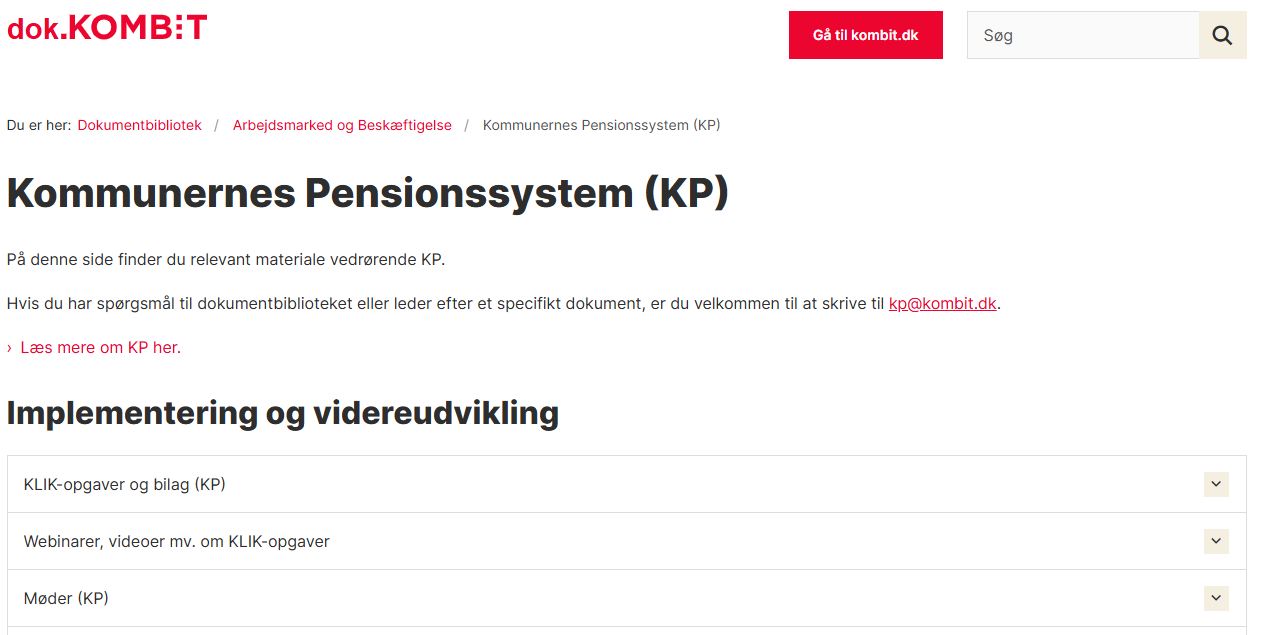 dok.KOMBIT
Gå til kombit.dk
Søg
Du er her: Dokumentbibliotek / Arbejdsmarked og Beskæftigelse / Kommunernes Pensionssystem (KP)
Kommunernes Pensionssystem (KP)
På denne side finder du relevant materiale vedrørende KP.
Hvis du har spørgsmål til dokumentbiblioteket eller leder efter et specifikt dokument, er du velkommen til at skrive til kp@kombit.dk.
› Læs mere om KP her.
Implementering og videreudvikling
KLIK-opgaver og bilag (KP)
Webinarer, videoer mv. om KLIK-opgaver
Møder (KP)